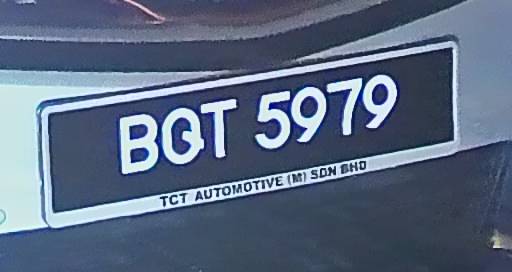 BQT 5979
TCT AUTOMOTIVE (M) SDN BHD